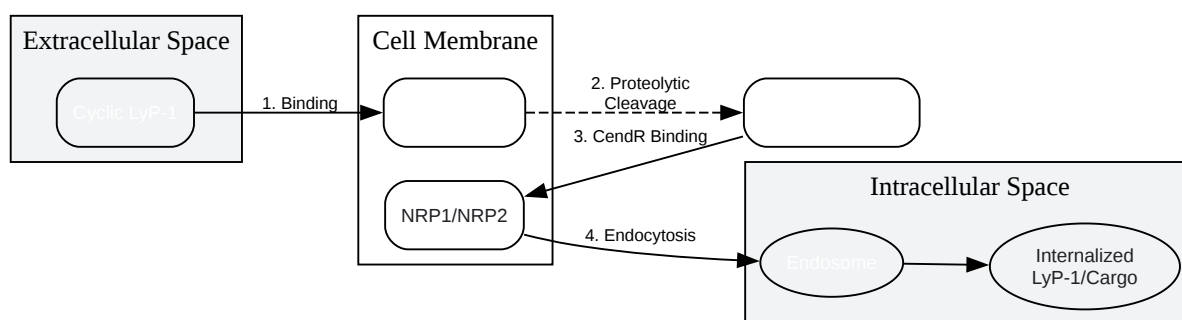 Extracellular Space
Cyclic LyP-1
1. Binding
Cell Membrane
2. Proteolytic
Cleavage
3. CendR Binding
NRP1/NRP2
4. Endocytosis
Intracellular Space
Endosome
Internalized
LyP-1/Cargo